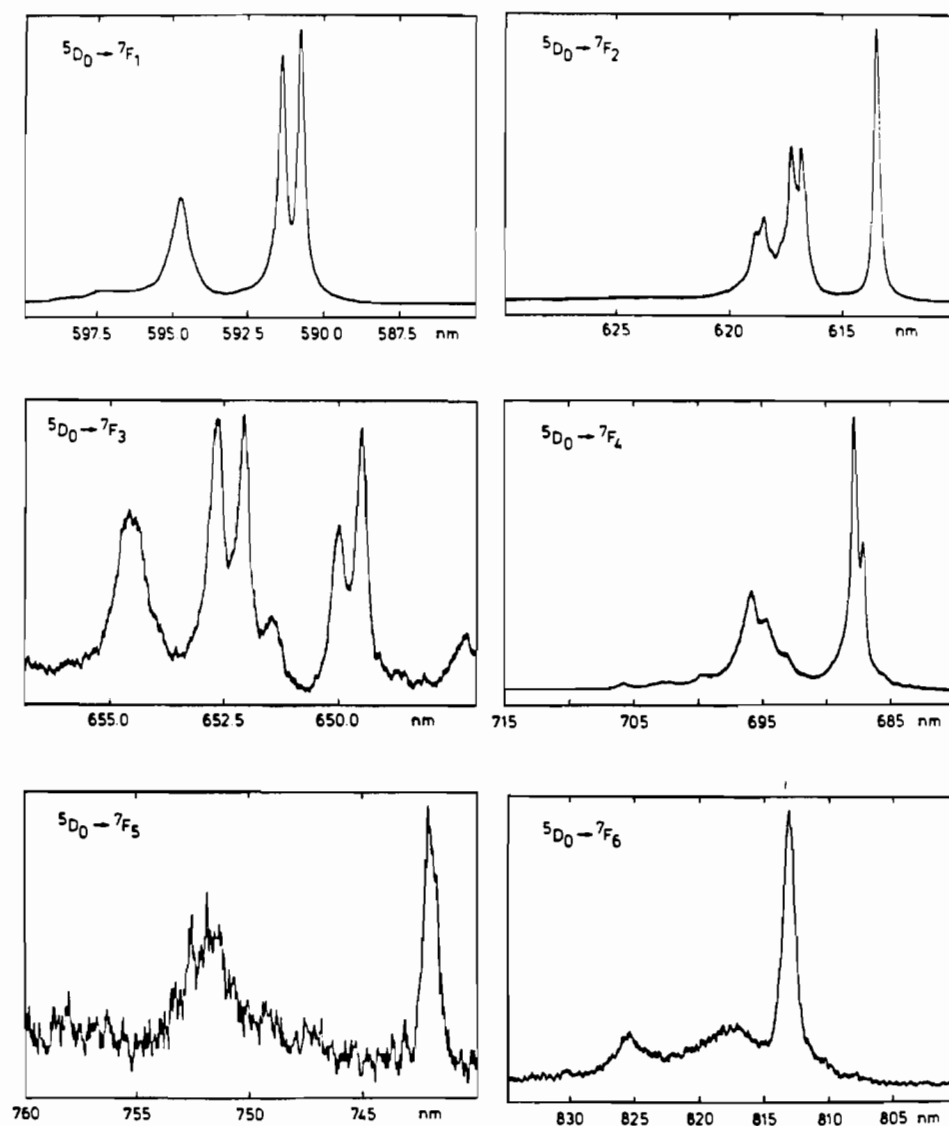 ⁵D₀ → ⁷F₁
597.5 595.0 592.5 590.0 587.5 nm
⁵D₀ → ⁷F₂
625 620 615 nm
⁵D₀ → ⁷F₃
655.0 652.5 650.0 nm
⁵D₀ → ⁷F₄
715 705 695 685 nm
⁵D₀ → ⁷F₅
760 755 750 745 nm
⁵D₀ → ⁷F₆
830 825 820 815 810 805 nm